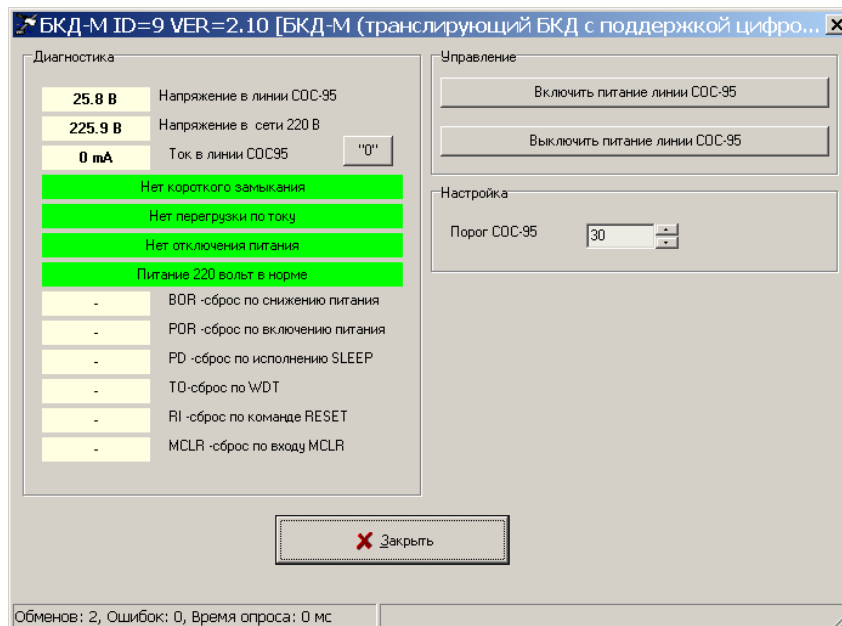 БКД-М ID=9 VER=2.10 [БКД-М (транслирующий БКД с поддержкой цифро...
Диагностика
25.8 В Напряжение в линии СОС-95
225.9 В Напряжение в сети 220 В
0 mA Ток в линии СОС95 "0"
Нет короткого замыкания
Нет перегрузки по току
Нет отключения питания
Питание 220 вольт в норме
- BOR -сброс по снижению питания
- POR -сброс по включению питания
- PD -сброс по исполнению SLEEP
- TO-сброс по WDT
- RI -сброс по команде RESET
- MCLR -сброс по входу MCLR
Управление
Включить питание линии СОС-95
Выключить питание линии СОС-95
Настройка
Порог СОС-95 30
Закрыть
Обменов: 2, Ошибок: 0, Время опроса: 0 мс